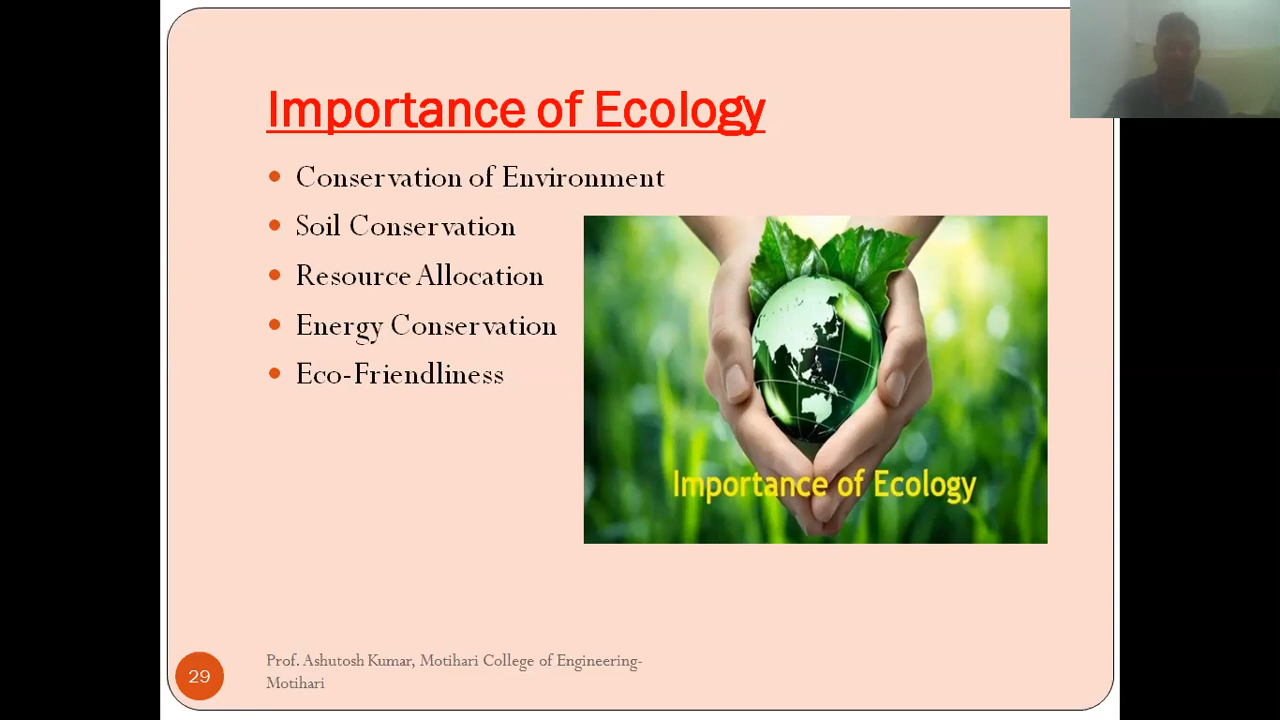 Importance of Ecology
Conservation of Environment
Soil Conservation
Resource Allocation
Energy Conservation
Eco-Friendliness
Importance of Ecology
Prof. Ashutosh Kumar, Motihari College of Engineering-
Motihari
29